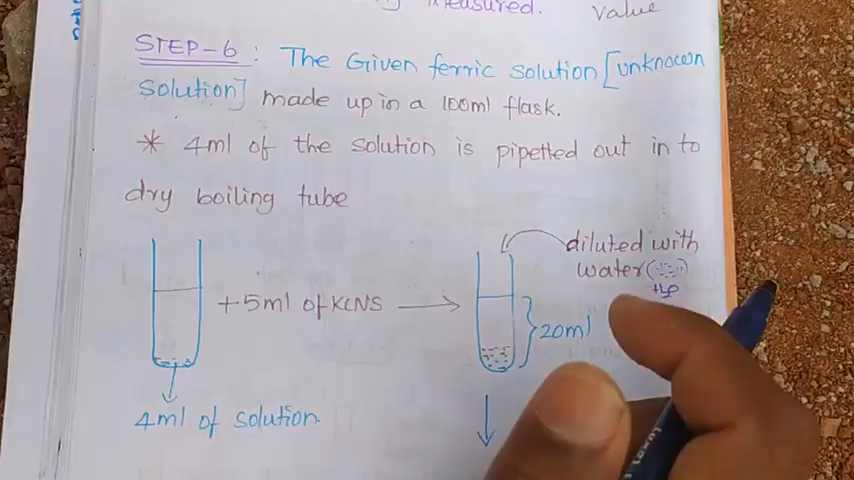 measured.
value
STEP-6 : The Given ferric solution [unknown
solution] made up in a 100ml flask.
* 4ml of the solution is pipetted out in to
dry boiling tube
diluted with
water
+5ml of KCNS
20ml
4ml of solution